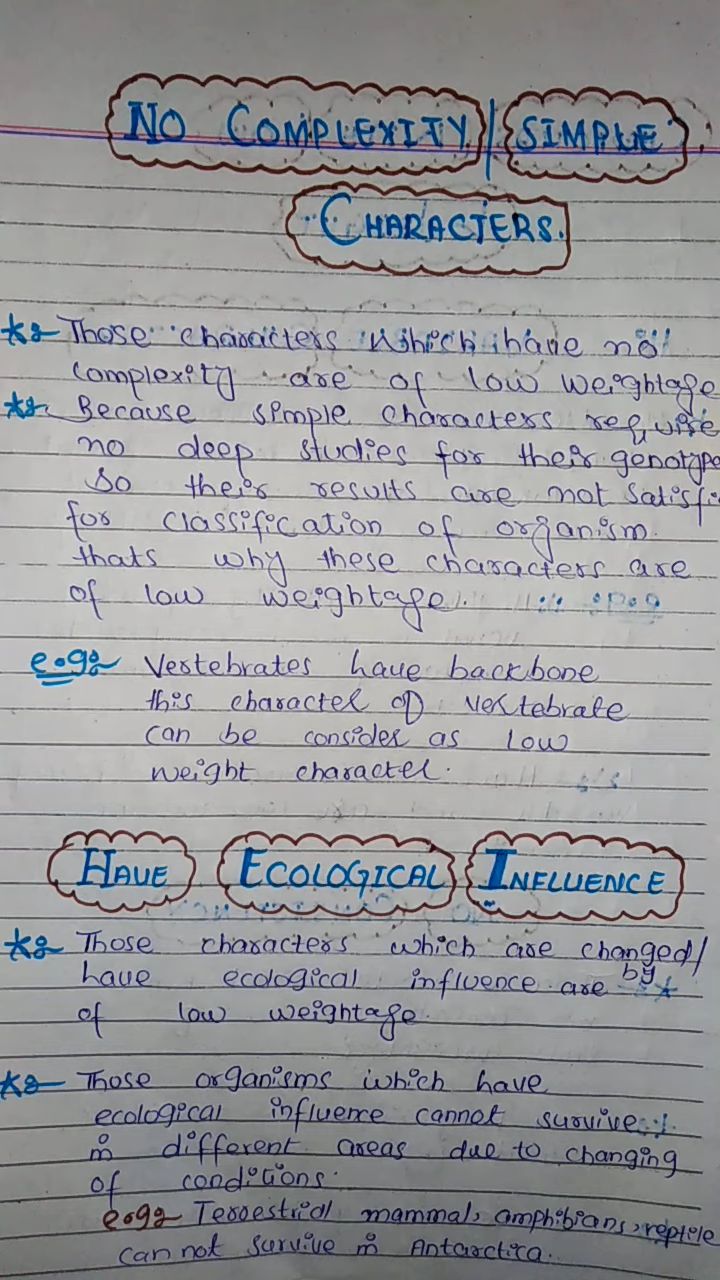 NO COMPLEXITY / SIMPLE
CHARACTERS.
*:- Those characters which have no
complexity are of low weightage
*:- Because simple characters require
no deep studies for their genotype
so their results are not satisf
for classification of organism
thats why these characters are
of low weightage.
e.g:- Vertebrates have backbone
this character of vertebrate
can be consider as low
weight character.
HAVE ECOLOGICAL INFLUENCE
*:- Those characters which are changed/
have ecological influence are by
of low weightage.
*:- Those organisms which have
ecological influence cannot survive
in different areas due to changing
of conditions.
e.g:- Terrestrial mammal, amphibians, reptile
can not survive in Antarctica.